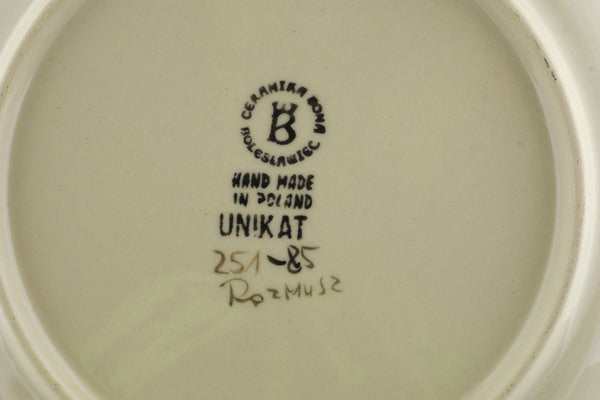 CERAMIKA BONA
BOLESŁAWIEC
B
HAND MADE
IN POLAND
UNIKAT
251-85
Rozmusz